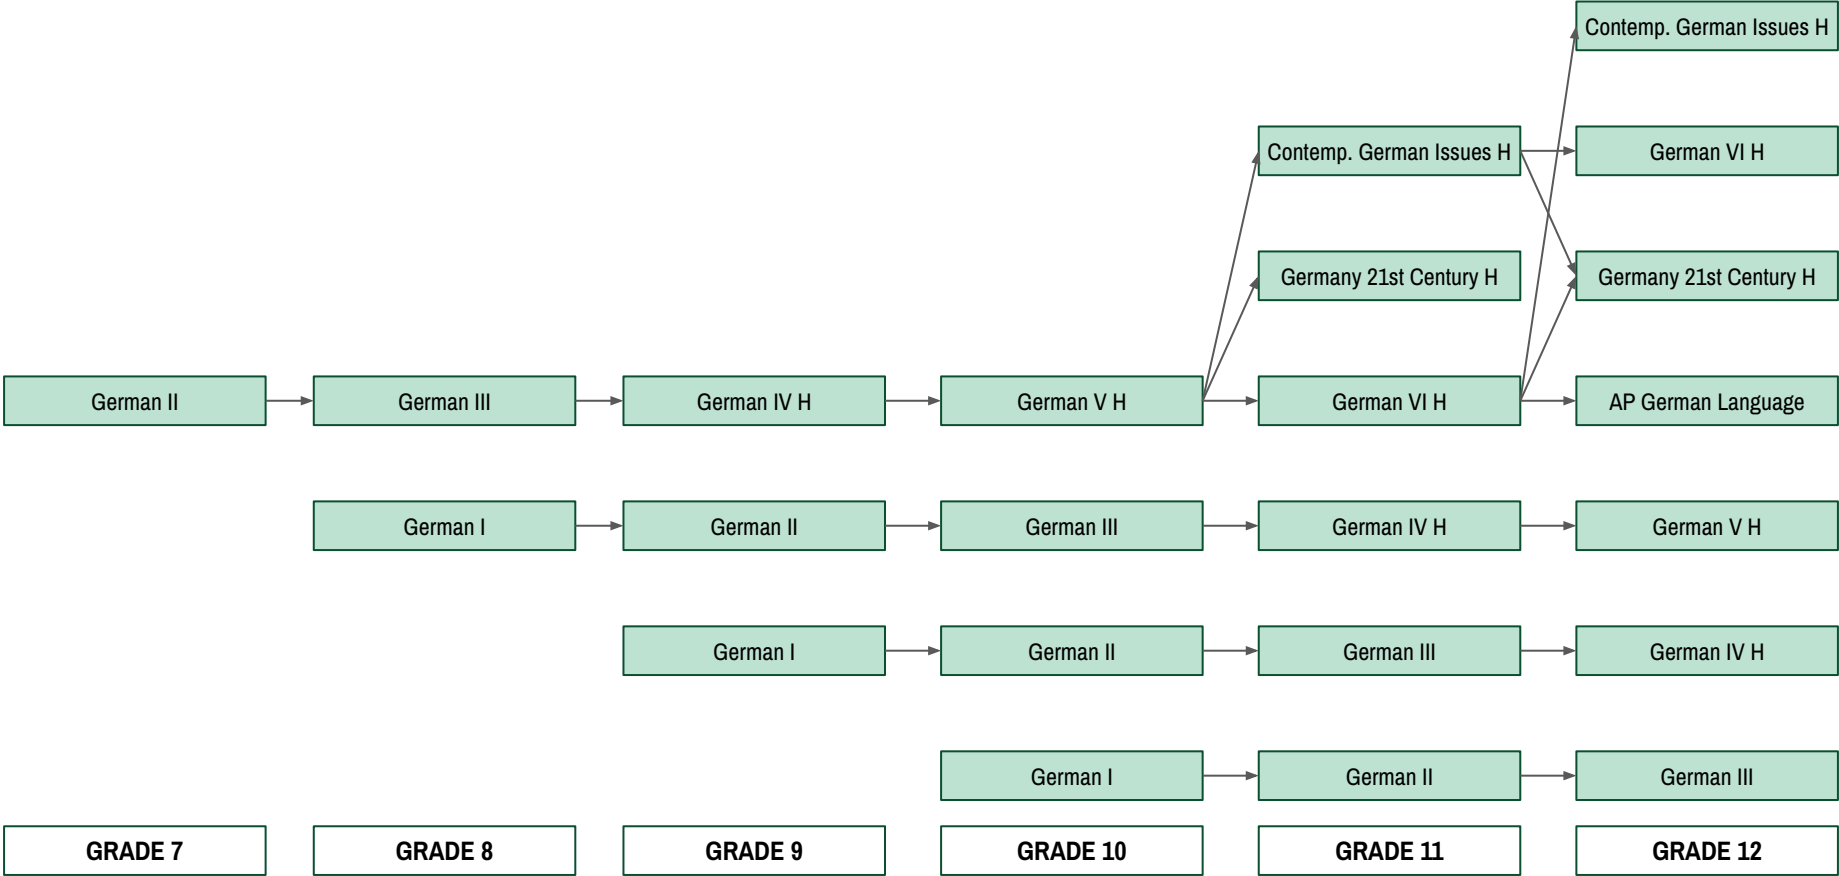 Contemp. German Issues H
Contemp. German Issues H
German VI H
Germany 21st Century H
Germany 21st Century H
German II
German III
German IV H
German V H
German VI H
AP German Language
German I
German II
German III
German IV H
German V H
German I
German II
German III
German IV H
German I
German II
German III
GRADE 7
GRADE 8
GRADE 9
GRADE 10
GRADE 11
GRADE 12